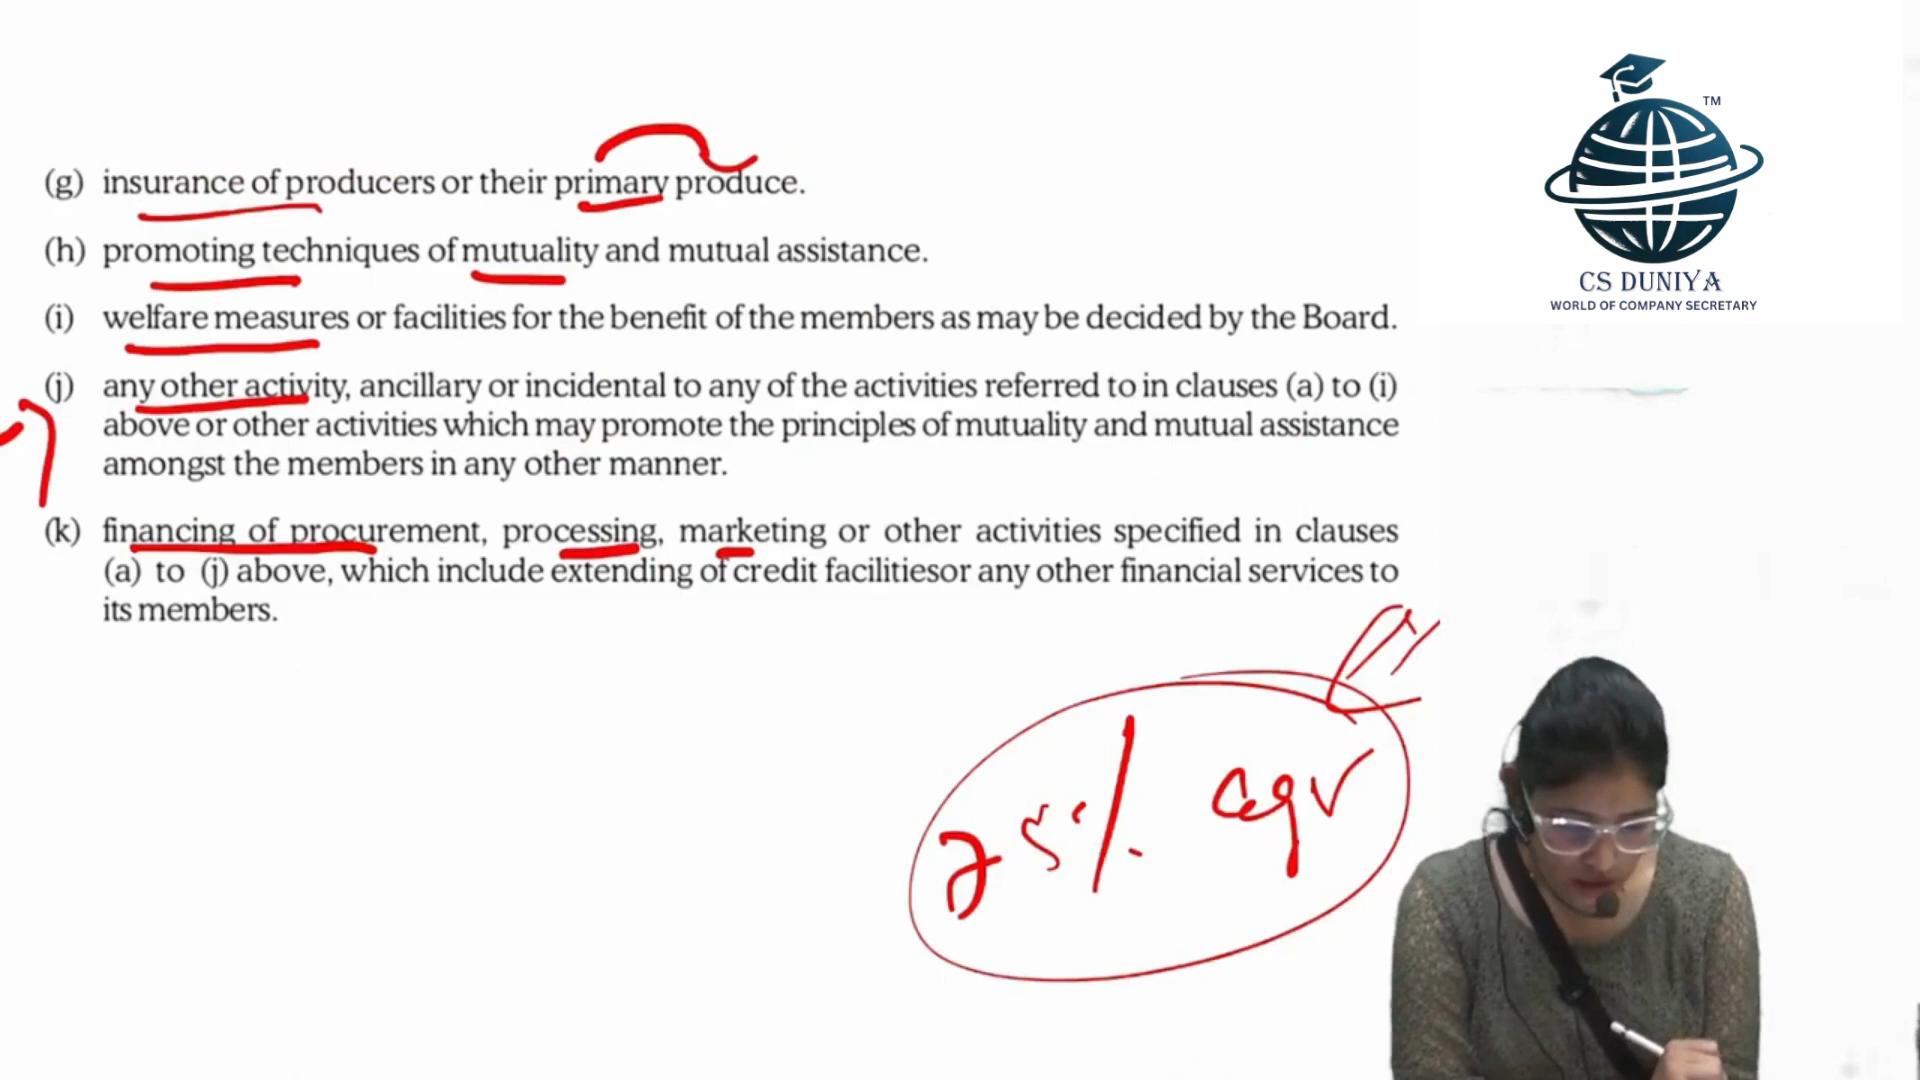 (g) insurance of producers or their primary produce.
(h) promoting techniques of mutuality and mutual assistance.
(i) welfare measures or facilities for the benefit of the members as may be decided by the Board.
(j) any other activity, ancillary or incidental to any of the activities referred to in clauses (a) to (i)
above or other activities which may promote the principles of mutuality and mutual assistance
amongst the members in any other manner.
(k) financing of procurement, processing, marketing or other activities specified in clauses
(a) to (j) above, which include extending of credit facilitiesor any other financial services to
its members.
TM
CS DUNIYA
WORLD OF COMPANY SECRETARY